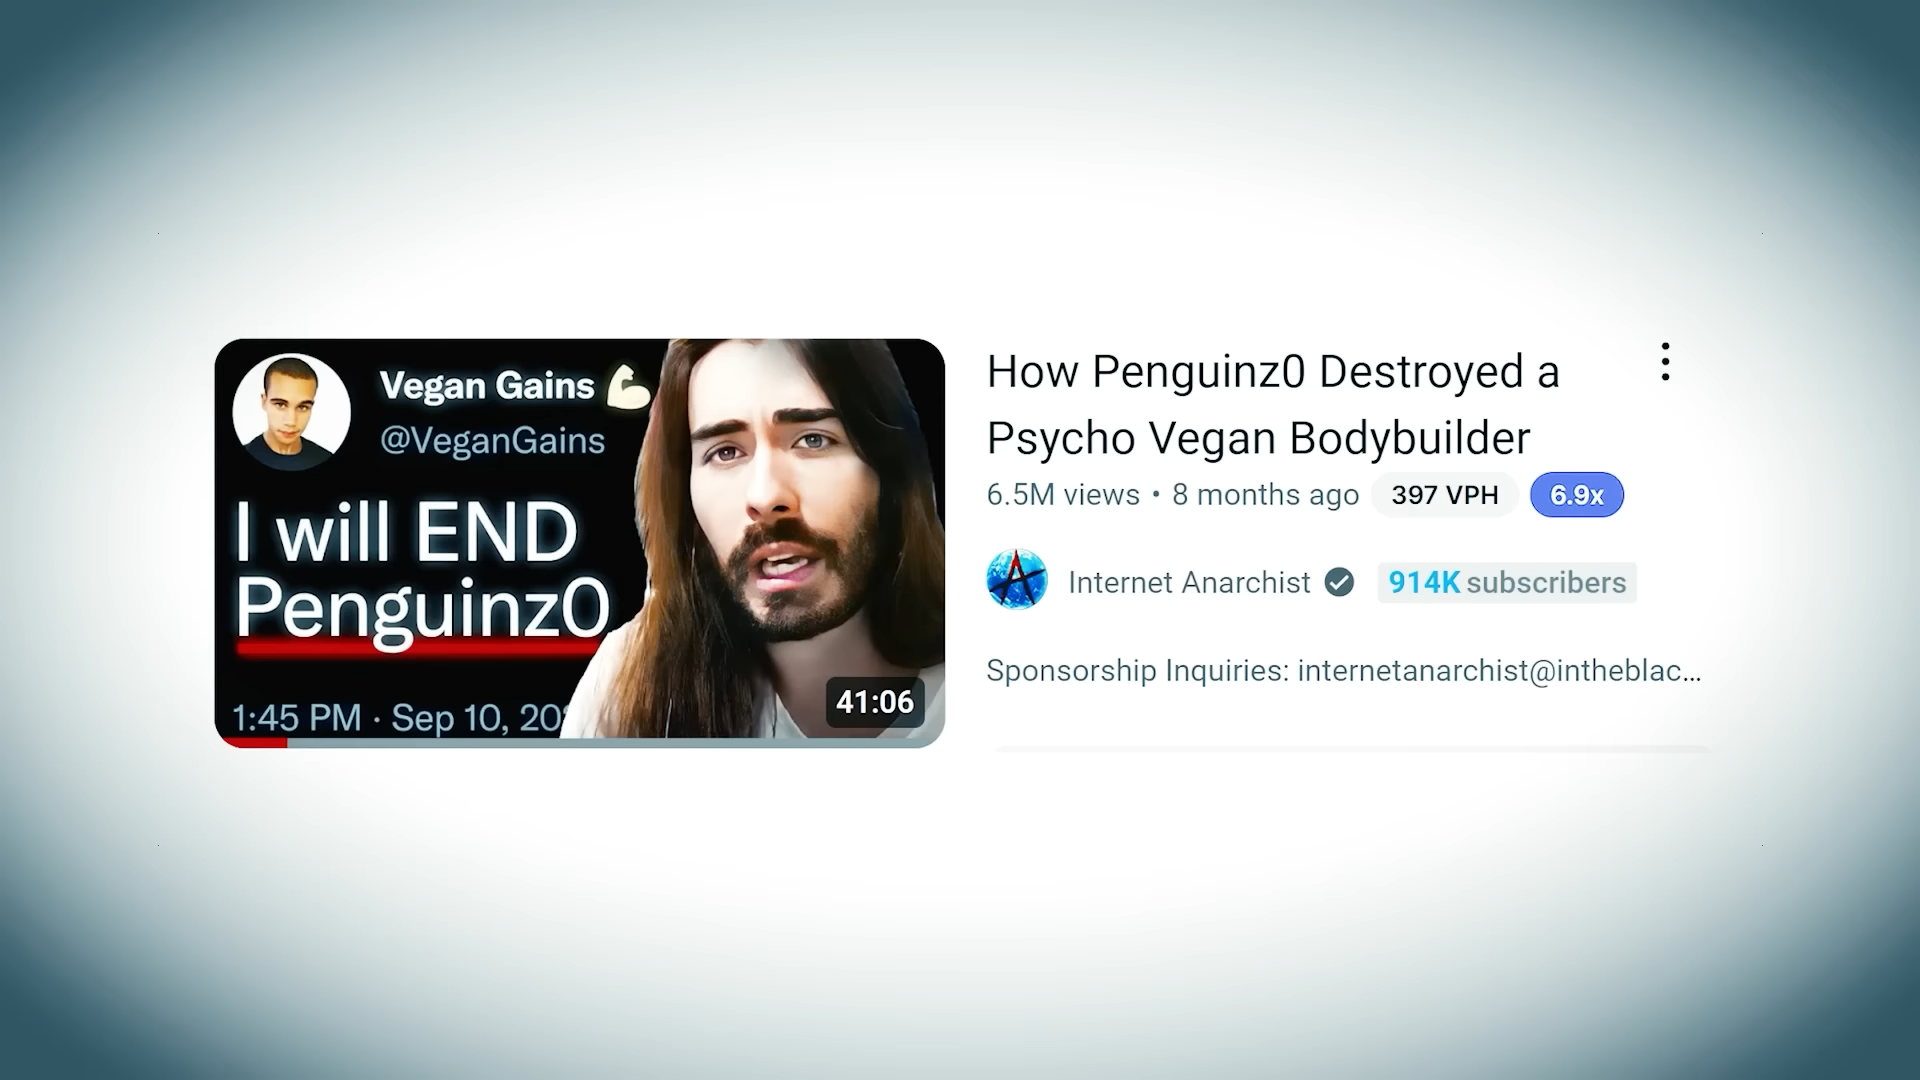 Vegan Gains 💪
@VeganGains
I will END
Penguinz0
1:45 PM · Sep 10, 20
41:06
How Penguinz0 Destroyed a
Psycho Vegan Bodybuilder
6.5M views • 8 months ago 397 VPH 6.9x
Internet Anarchist 914K subscribers
Sponsorship Inquiries: internetanarchist@intheblac...